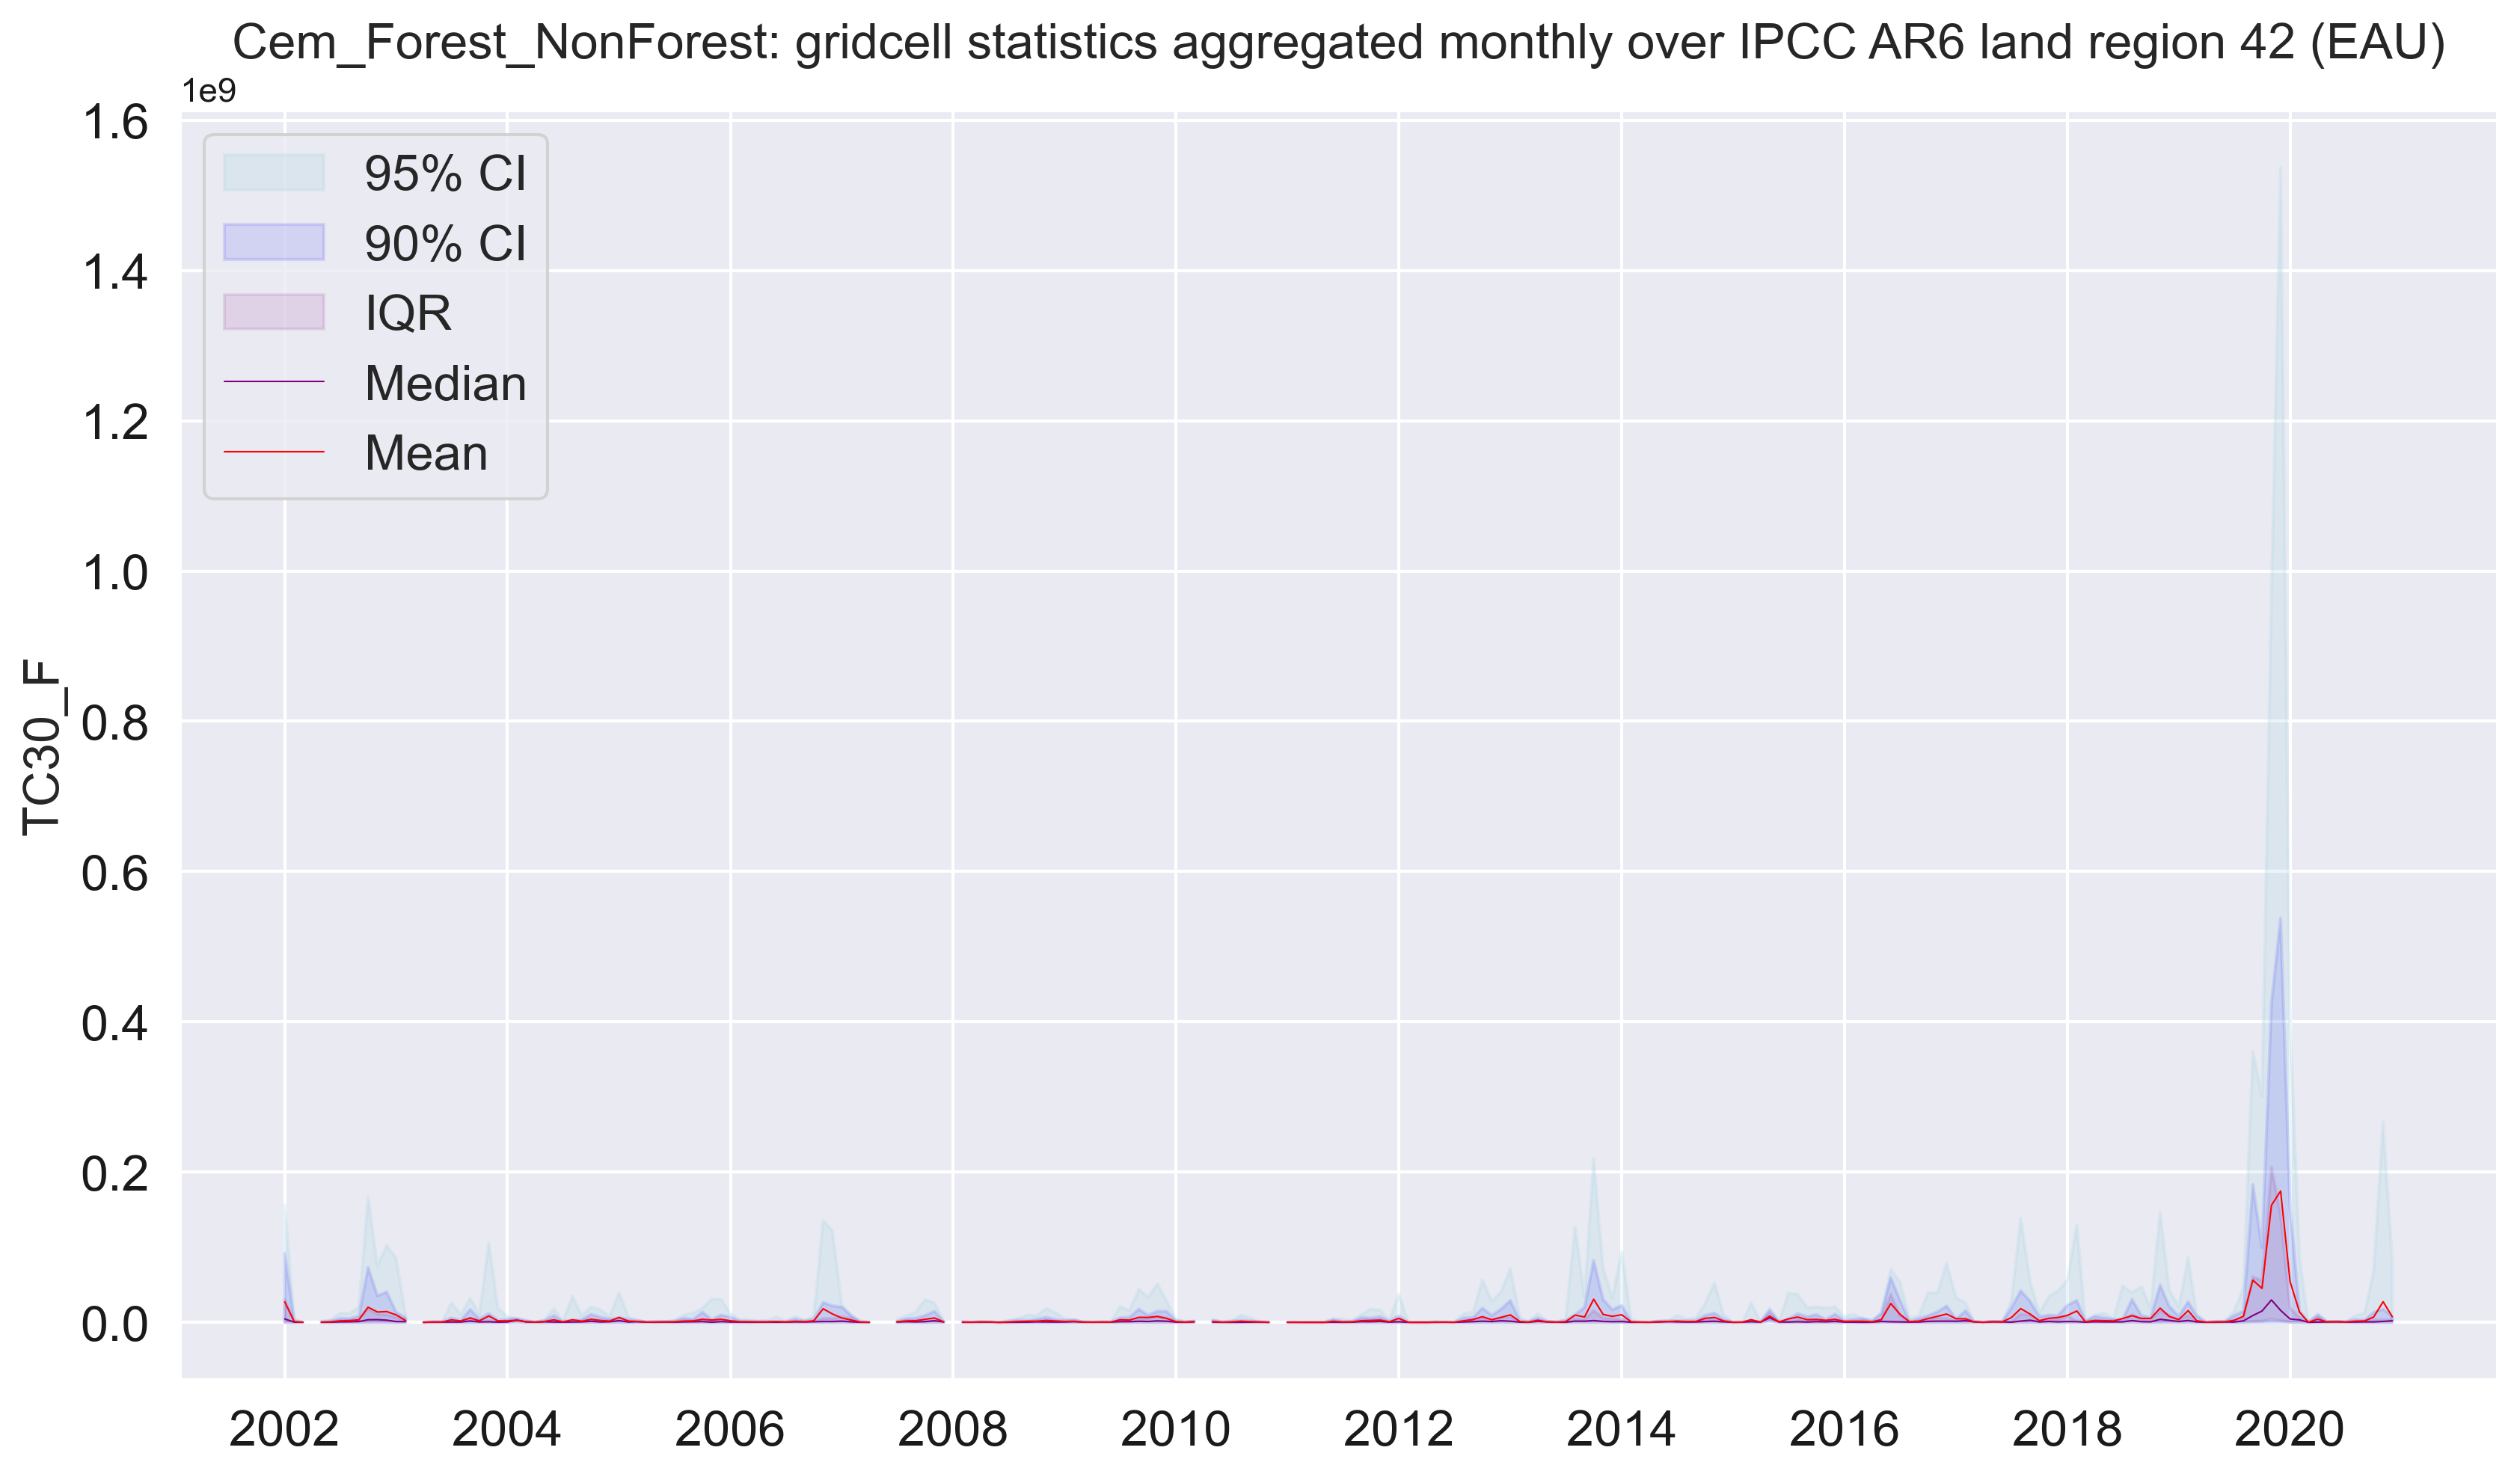 Cem_Forest_NonForest: gridcell statistics aggregated monthly over IPCC AR6 land region 42 (EAU)
1e9
1.6
1.4
1.2
1.0
0.8
0.6
0.4
0.2
0.0
TC30_F
95% CI
90% CI
IQR
Median
Mean
2002 2004 2006 2008 2010 2012 2014 2016 2018 2020